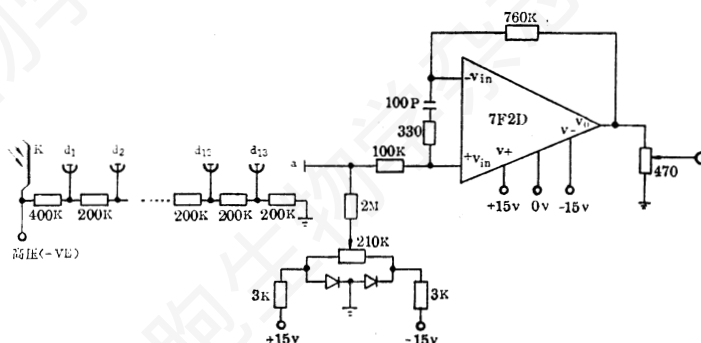 760K
-Vin
100P
7F2D
330
Vo
V-
K
d1
d2
d12
d13
a
100K
+Vin
V+
470
400K
200K
200K
200K
200K
2M
+15v
0v
-15v
高压(-VE)
210K
3K
3K
+15v
-15v